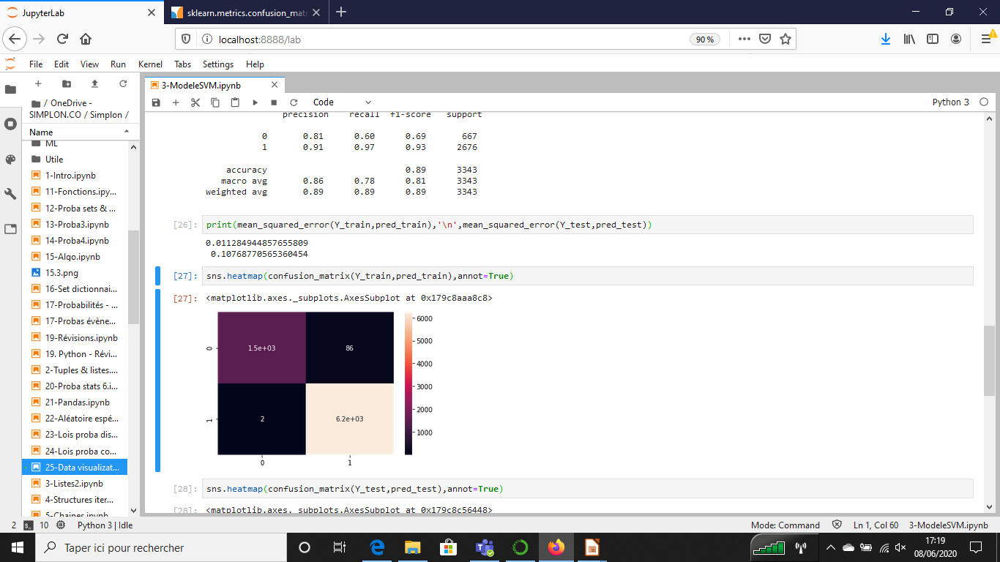 JupyterLab
sklearn.metrics.confusion_mat
localhost:8888/lab
90 %
File Edit View Run Kernel Tabs Settings Help
3-ModeleSVM.ipynb
/ OneDrive -
SIMPLON.CO / Simplon /
Code
Python 3
Name
ML
Utile
1-Intro.ipynb
11-Fonctions.ipy...
12-Proba sets & ...
13-Proba3.ipynb
14-Proba4.ipynb
15-Algo.ipynb
15.3.png
16-Set dictionnai...
17-Probabilités - ...
17-Probas évène...
19-Révisions.ipynb
19. Python - Révi...
2-Tuples & listes....
20-Proba stats 6.i...
21-Pandas.ipynb
22-Aléatoire espé...
23-Lois proba dis...
24-Lois proba co...
25-Data visualizat...
3-Listes2.ipynb
4-Structures iter...
5-Chaines.ipynb
precision recall f1-score support
0 0.81 0.60 0.69 667
1 0.91 0.97 0.93 2676
accuracy 0.89 3343
macro avg 0.86 0.78 0.81 3343
weighted avg 0.89 0.89 0.89 3343
[26]: print(mean_squared_error(Y_train,pred_train),'\n',mean_squared_error(Y_test,pred_test))
0.011284944857655809
0.10768770565360454
[27]: sns.heatmap(confusion_matrix(Y_train,pred_train),annot=True)
[27]: <matplotlib.axes._subplots.AxesSubplot at 0x179c8aaa8c8>
0
1.5e+03 86
1
2 6.2e+03
0 1
6000
5000
4000
3000
2000
1000
[28]: sns.heatmap(confusion_matrix(Y_test,pred_test),annot=True)
[28]: <matplotlib.axes._subplots.AxesSubplot at 0x179c8c56448>
2 10 Python 3 | Idle
Mode: Command Ln 1, Col 60 3-ModeleSVM.ipynb
Taper ici pour rechercher
17:19
08/06/2020